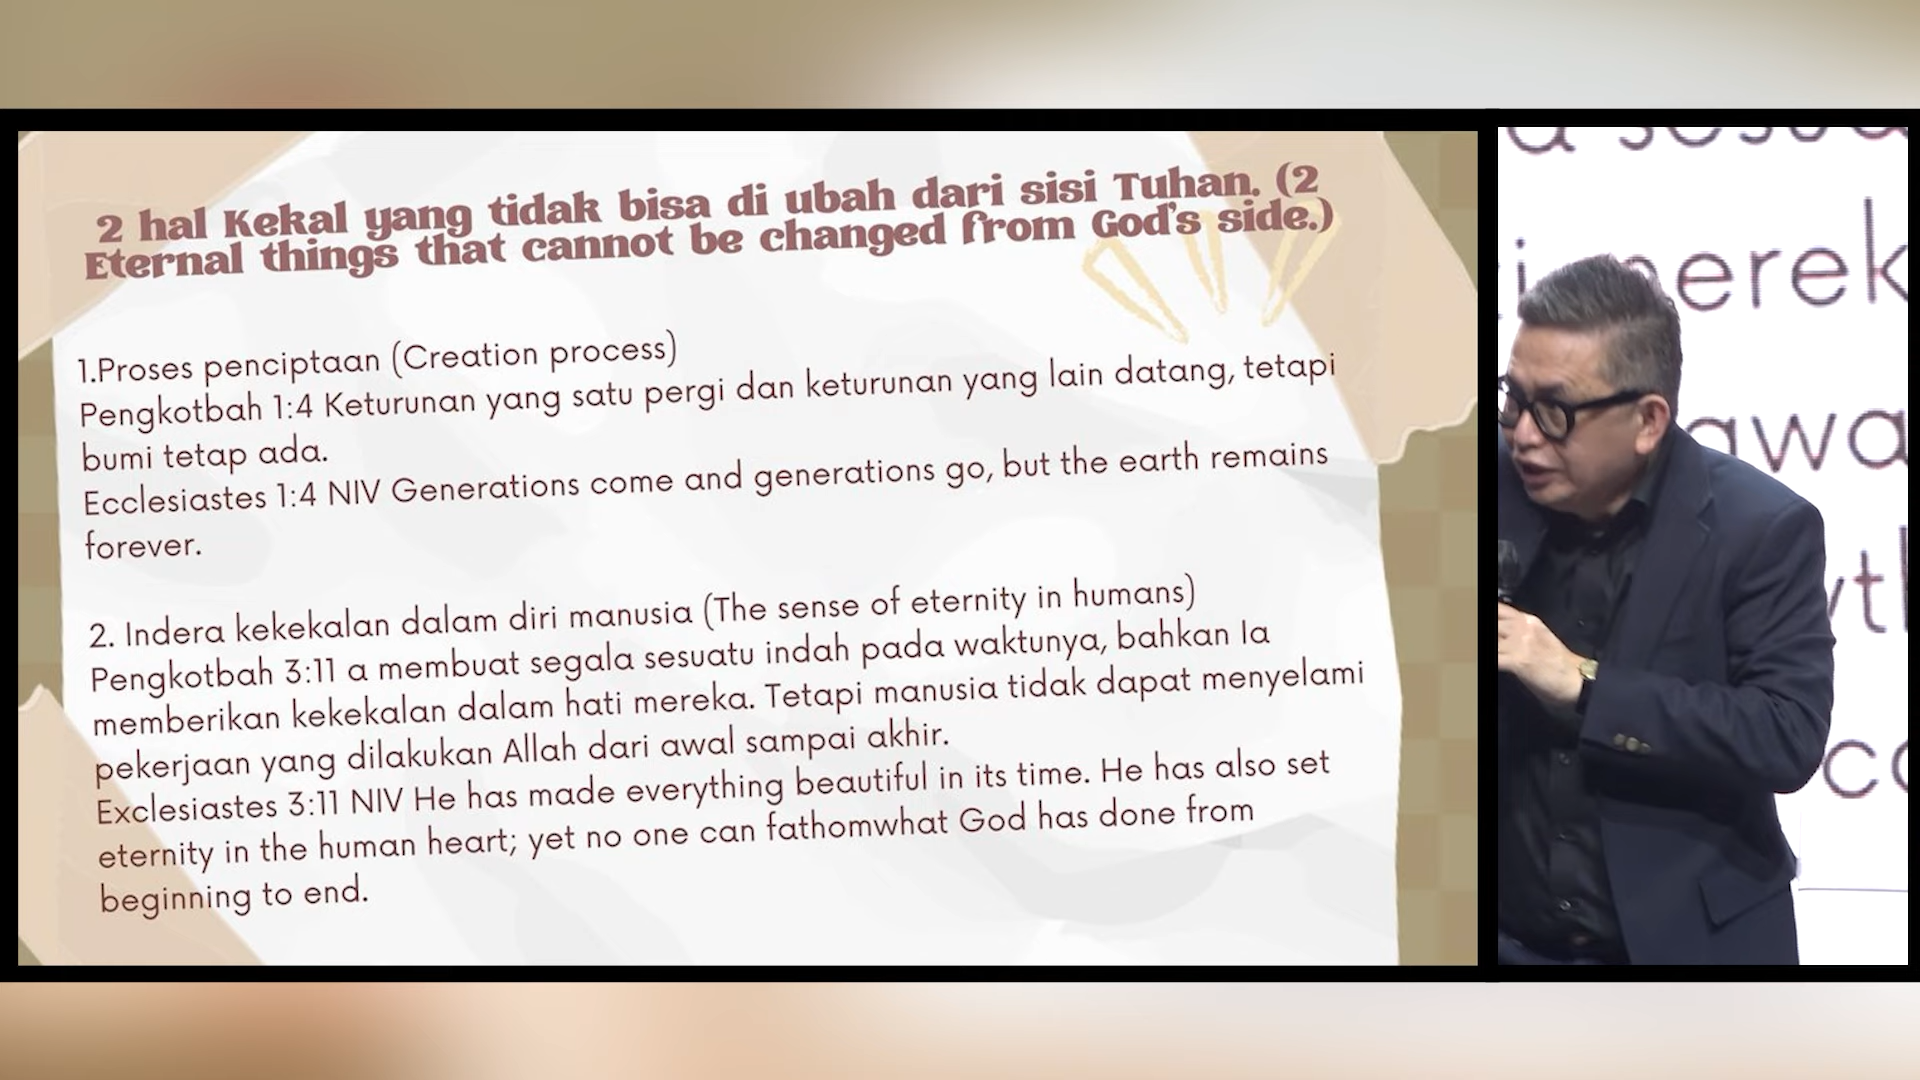 2 hal Kekal yang tidak bisa di ubah dari sisi Tuhan. (2
Eternal things that cannot be changed from God's side.)
1.Proses penciptaan (Creation process)
Pengkotbah 1:4 Keturunan yang satu pergi dan keturunan yang lain datang, tetapi
bumi tetap ada.
Ecclesiastes 1:4 NIV Generations come and generations go, but the earth remains
forever.
2. Indera kekekalan dalam diri manusia (The sense of eternity in humans)
Pengkotbah 3:11 a membuat segala sesuatu indah pada waktunya, bahkan Ia
memberikan kekekalan dalam hati mereka. Tetapi manusia tidak dapat menyelami
pekerjaan yang dilakukan Allah dari awal sampai akhir.
Exclesiastes 3:11 NIV He has made everything beautiful in its time. He has also set
eternity in the human heart; yet no one can fathomwhat God has done from
beginning to end.